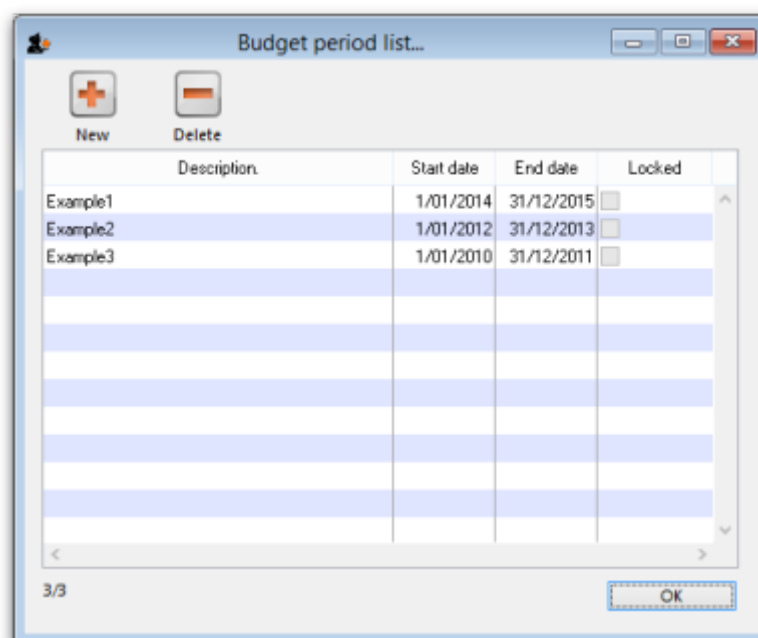 Budget period list...
New Delete
Description. Start date End date Locked
Example1 1/01/2014 31/12/2015
Example2 1/01/2012 31/12/2013
Example3 1/01/2010 31/12/2011
3/3 OK